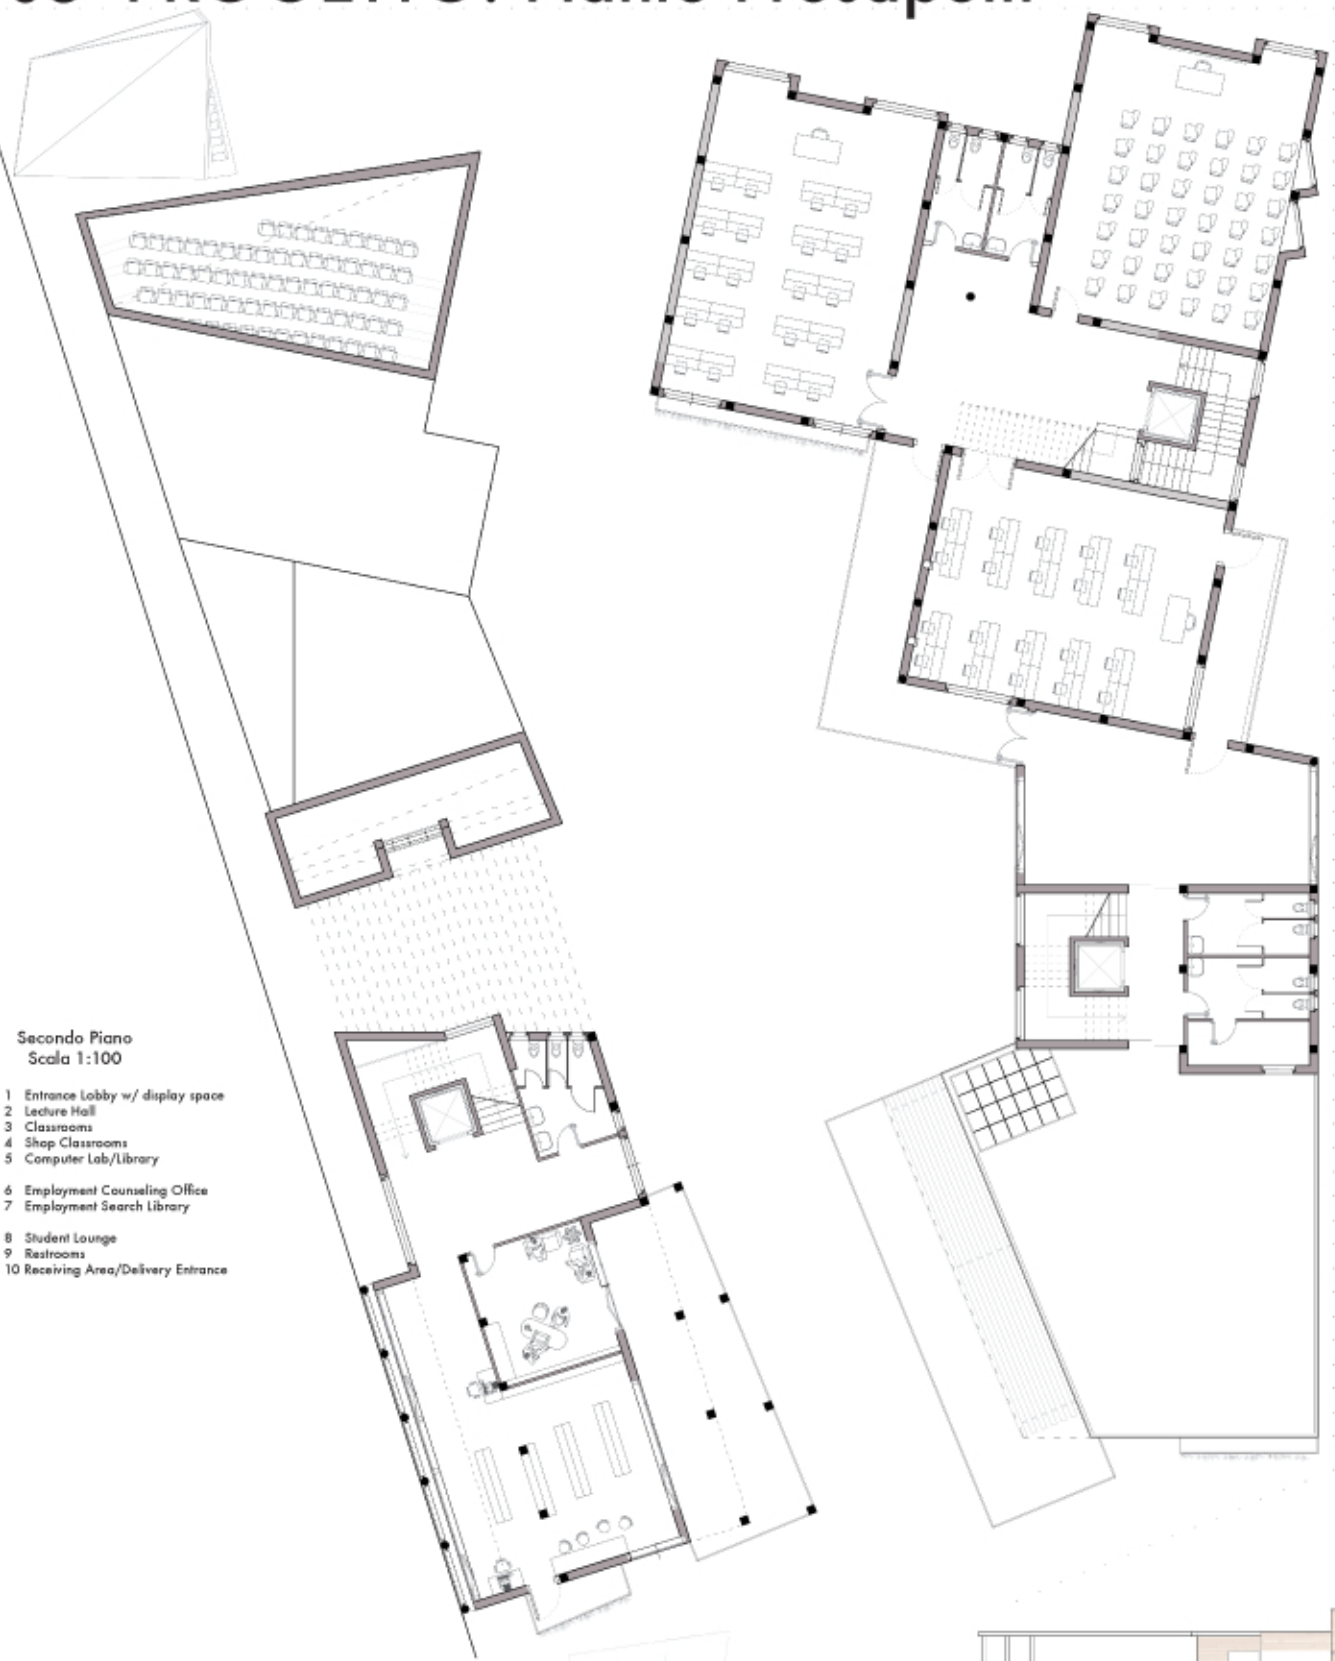 Secondo Piano
Scala 1:100
1 Entrance Lobby w/ display space
2 Lecture Hall
3 Classrooms
4 Shop Classrooms
5 Computer Lab/Library
6 Employment Counseling Office
7 Employment Search Library
8 Student Lounge
9 Restrooms
10 Receiving Area/Delivery Entrance